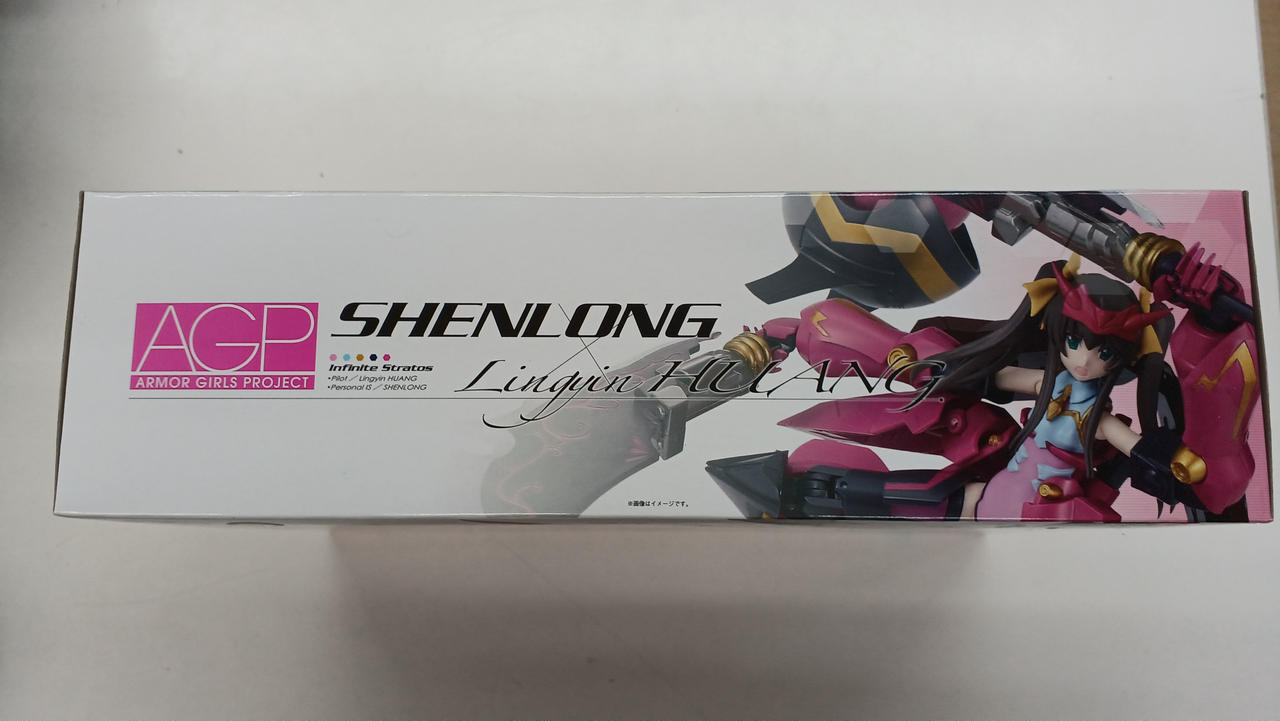 AGP
ARMOR GIRLS PROJECT
SHENLONG
×
Infinite Stratos
•Pilot／Lingyin HUANG
•Personal IS／SHENLONG
Lingyin HUANG
※画像はイメージです。